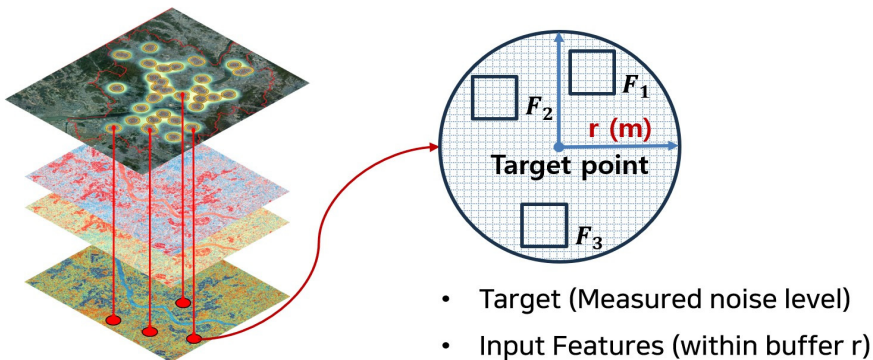 F₁
F₂
r (m)
Target point
F₃
• Target (Measured noise level)
• Input Features (within buffer r)